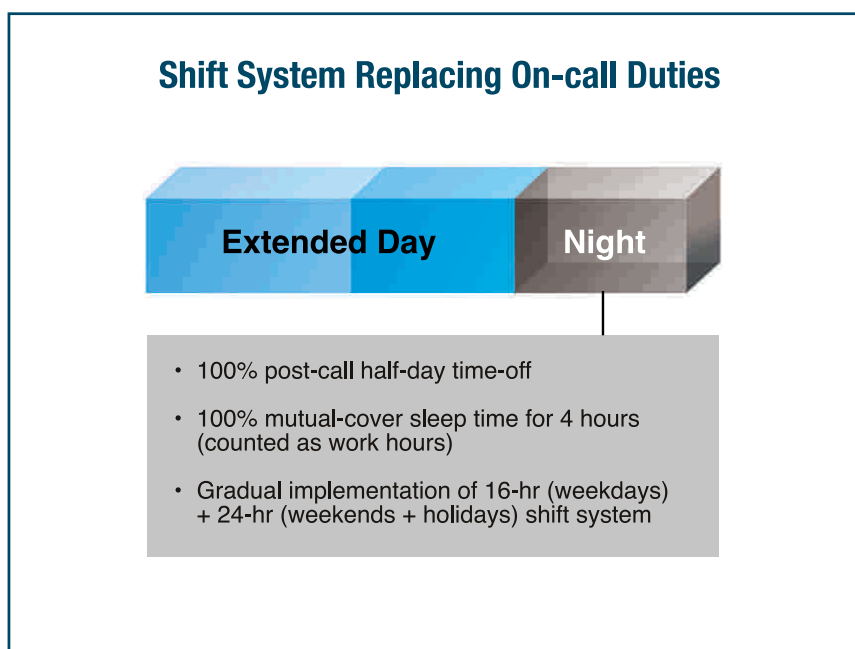 Shift System Replacing On-call Duties
Extended Day
Night
• 100% post-call half-day time-off
• 100% mutual-cover sleep time for 4 hours
(counted as work hours)
• Gradual implementation of 16-hr (weekdays)
+ 24-hr (weekends + holidays) shift system